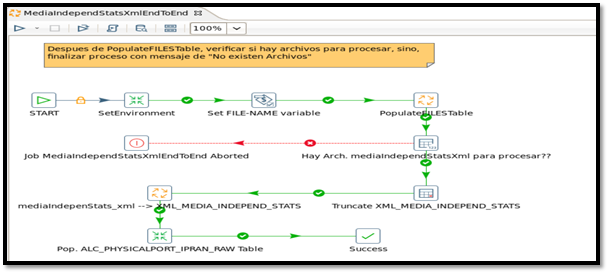 MediaIndependStatsXmlEndToEnd
100%
Despues de PopulateFILESTable, verificar si hay archivos para procesar, sino,
finalizar proceso con mensaje de "No existen Archivos"
START
SetEnvironment
Set FILE-NAME variable
PopulateFILESTable
Job MediaIndependStatsXmlEndToEnd Aborted
Hay Arch. mediaindependStatsXml para procesar??
mediaIndepenStats_xml --> XML_MEDIA_INDEPEND_STATS
Truncate XML_MEDIA_INDEPEND_STATS
Pop. ALC_PHYSICALPORT_IPRAN_RAW Table
Success